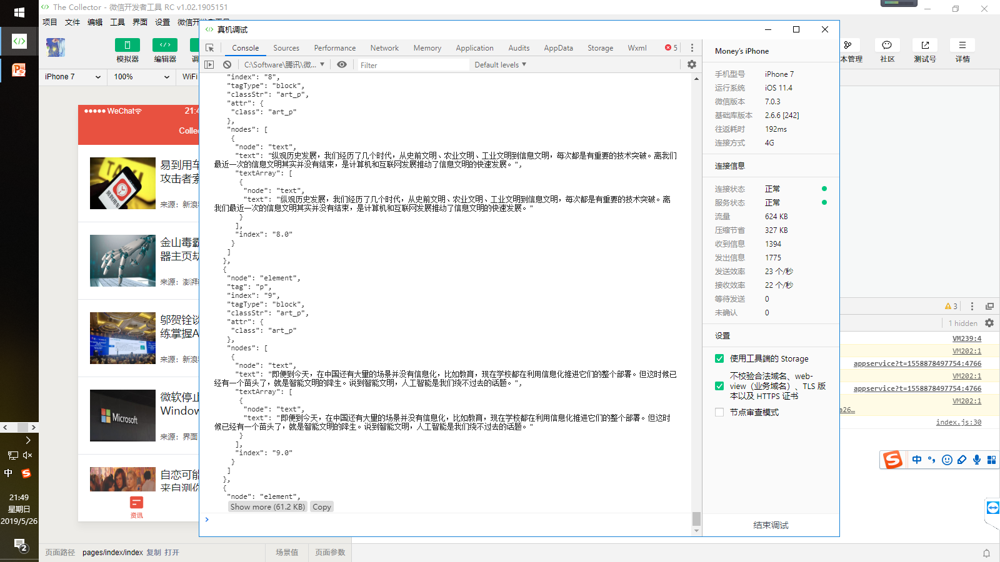 The Collector - 微信开发者工具 RC v1.02.1905151
项目 文件 编辑 工具 界面 设置
模拟器
编辑器
本管理
社区
测试号
详情
iPhone 7
100%
WiFi
WeChat
易到用车
来源：新浪
金山毒霸
器主页劫
来源：澎湃
邬贺铨谈
练掌握A
来源：新浪
Microsoft
微软停止
Window
来源：界面
自恋可能
来自测你
资讯
真机调试
Console Sources Performance Network Memory Application Audits AppData Storage Wxml 5
C:\Software\腾讯\微...
Filter
Default levels
"index": "8",
"tagType": "block",
"classStr": "art_p",
"attr": {
"class": "art_p"
},
"nodes": [
{
"node": "text",
"text": "纵观历史发展，我们经历了几个时代，从史前文明、农业文明、工业文明到信息文明，每次都是有重要的技术突破。离我们
最近一次的信息文明其实并没有结束，是计算机和互联网发展推动了信息文明的快速发展。",
"textArray": [
{
"node": "text",
"text": "纵观历史发展，我们经历了几个时代，从史前文明、农业文明、工业文明到信息文明，每次都是有重要的技术突破。离
我们最近一次的信息文明其实并没有结束，是计算机和互联网发展推动了信息文明的快速发展。"
}
],
"index": "8.0"
}
]
},
{
"node": "element",
"tag": "p",
"index": "9",
"tagType": "block",
"classStr": "art_p",
"attr": {
"class": "art_p"
},
"nodes": [
{
"node": "text",
"text": "即便到今天，在中国还有大量的场景并没有信息化，比如教育，现在学校都在利用信息化推进它们的整个部署。但这时候已
经有一个苗头了，就是智能文明的降生。说到智能文明，人工智能是我们绕不过去的话题。",
"textArray": [
{
"node": "text",
"text": "即便到今天，在中国还有大量的场景并没有信息化，比如教育，现在学校都在利用信息化推进它们的整个部署。但这时
候已经有一个苗头了，就是智能文明的降生。说到智能文明，人工智能是我们绕不过去的话题。"
}
],
"index": "9.0"
}
]
},
{
"node": "element",
Show more (61.2 KB) Copy
Money's iPhone
手机型号 iPhone 7
运行系统 iOS 11.4
微信版本 7.0.3
基础库版本 2.6.6 [242]
往返耗时 192ms
连接方式 4G
连接信息
连接状态 正常
服务状态 正常
流量 624 KB
压缩节省 327 KB
收到信息 1394
发出信息 1775
发送效率 23 个/秒
接收效率 22 个/秒
等待发送 0
未确认 0
设置
使用工具端的 Storage
不校验合法域名、web-
view（业务域名）、TLS 版
本以及 HTTPS 证书
节点审查模式
结束调试
3
1 hidden
VM239:4
VM202:1
appservice?t=1558878497754:4766
VM202:1
appservice?t=1558878497754:4766
VM202:1
a26…
index.js:30
中
中
21:49
星期日
2019/5/26
2
页面路径 pages/index/index 复制 打开
场景值
页面参数